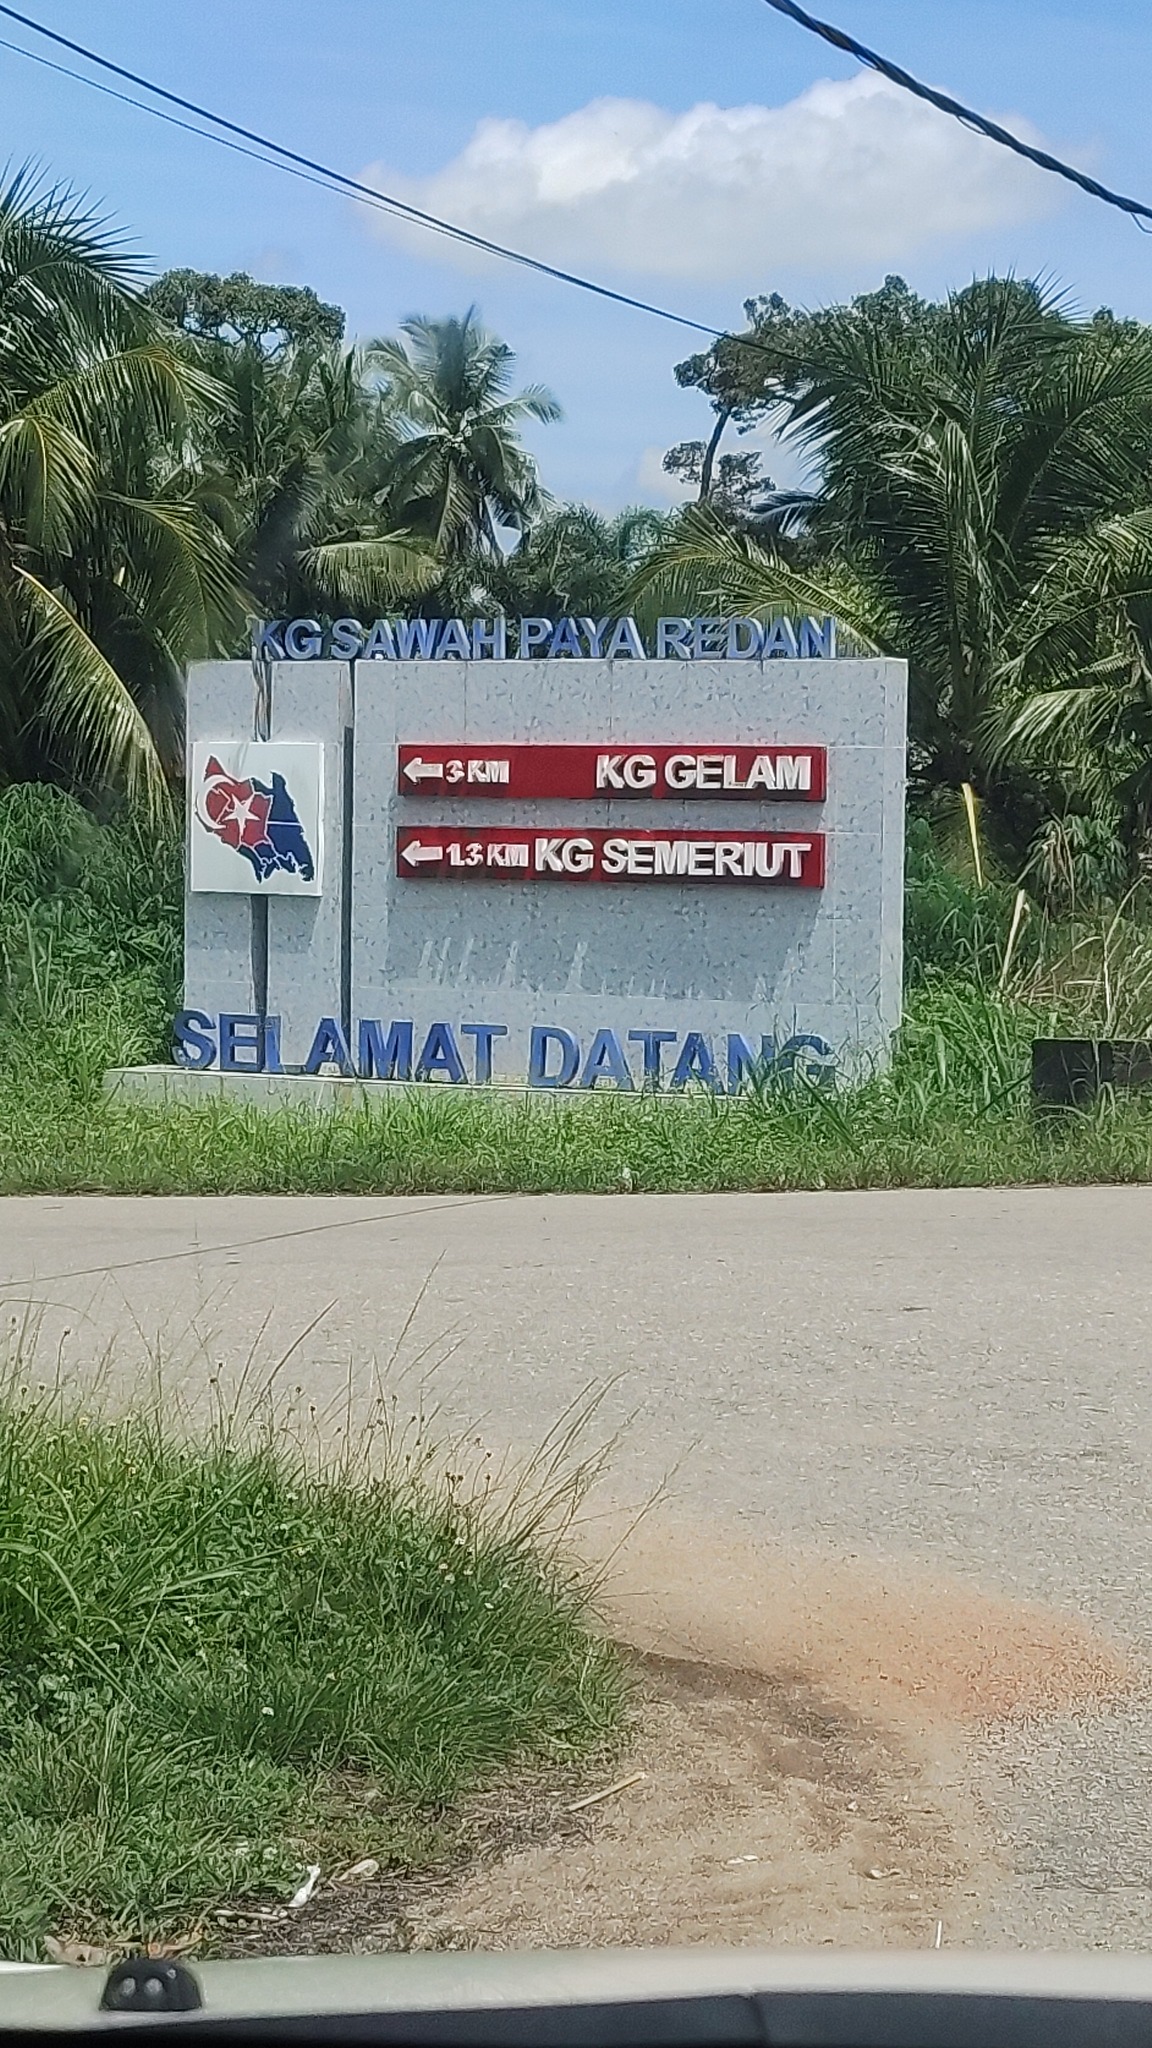 KG SAWAH PAYA REDAN
3 KM KG GELAM
1.3 KM KG SEMERIUT
SELAMAT DATANG